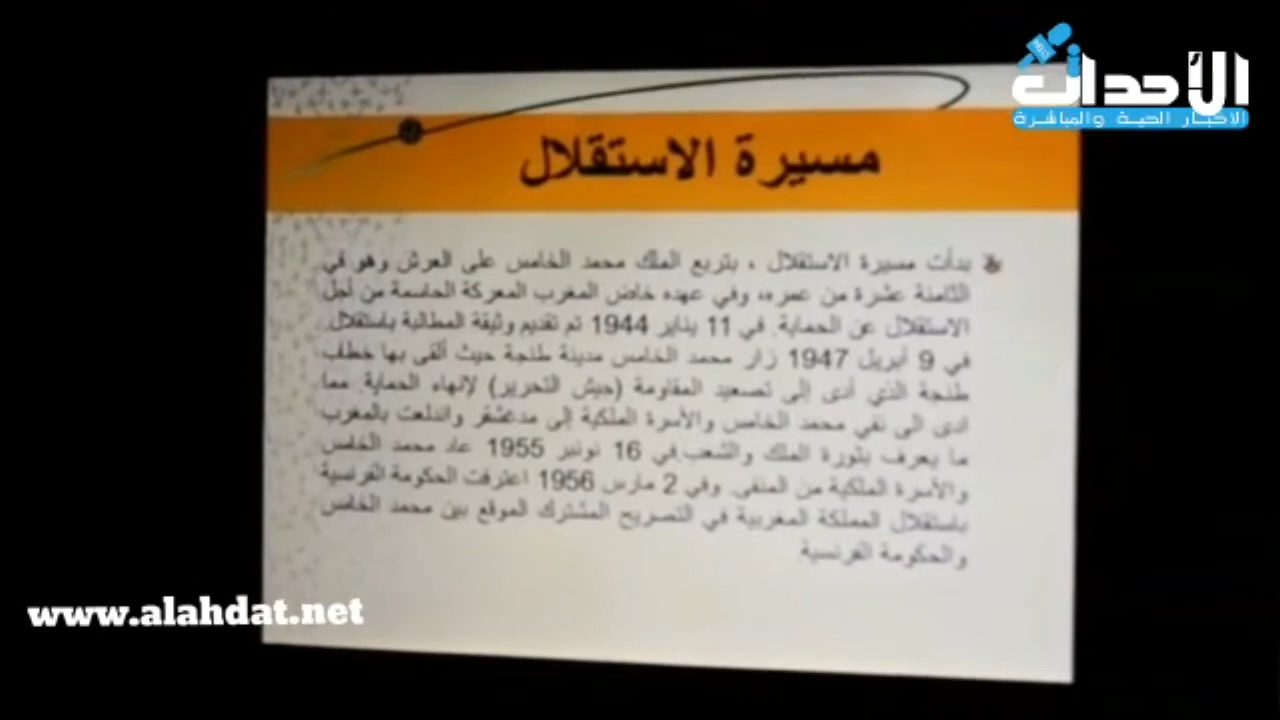 الأحداث
الأخبار الحية والمباشرة
مسيرة الاستقلال
بدأت مسيرة الاستقلال ، بتربع الملك محمد الخامس على العرش وهو في
الثامنة عشرة من عمره، وفي عهده خاض المغرب المعركة الحاسمة من أجل
الاستقلال عن الحماية. في 11 يناير 1944 تم تقديم وثيقة المطالبة باستقلال.
في 9 أبريل 1947 زار محمد الخامس مدينة طنجة حيث ألقى بها خطاب
طنجة الذي أدى إلى تصعيد المقاومة (جيش التحرير) لإنهاء الحماية. مما
ادى الى نفي محمد الخامس والأسرة الملكية إلى مدغشقر واندلعت بالمغرب
ما يعرف بثورة الملك والشعب.في 16 نونبر 1955 عاد محمد الخامس
والأسرة الملكية من المنفى. وفي 2 مارس 1956 اعترفت الحكومة الفرنسية
باستقلال المملكة المغربية في التصريح المشترك الموقع بين محمد الخامس
والحكومة الفرنسية.
www.alahdat.net